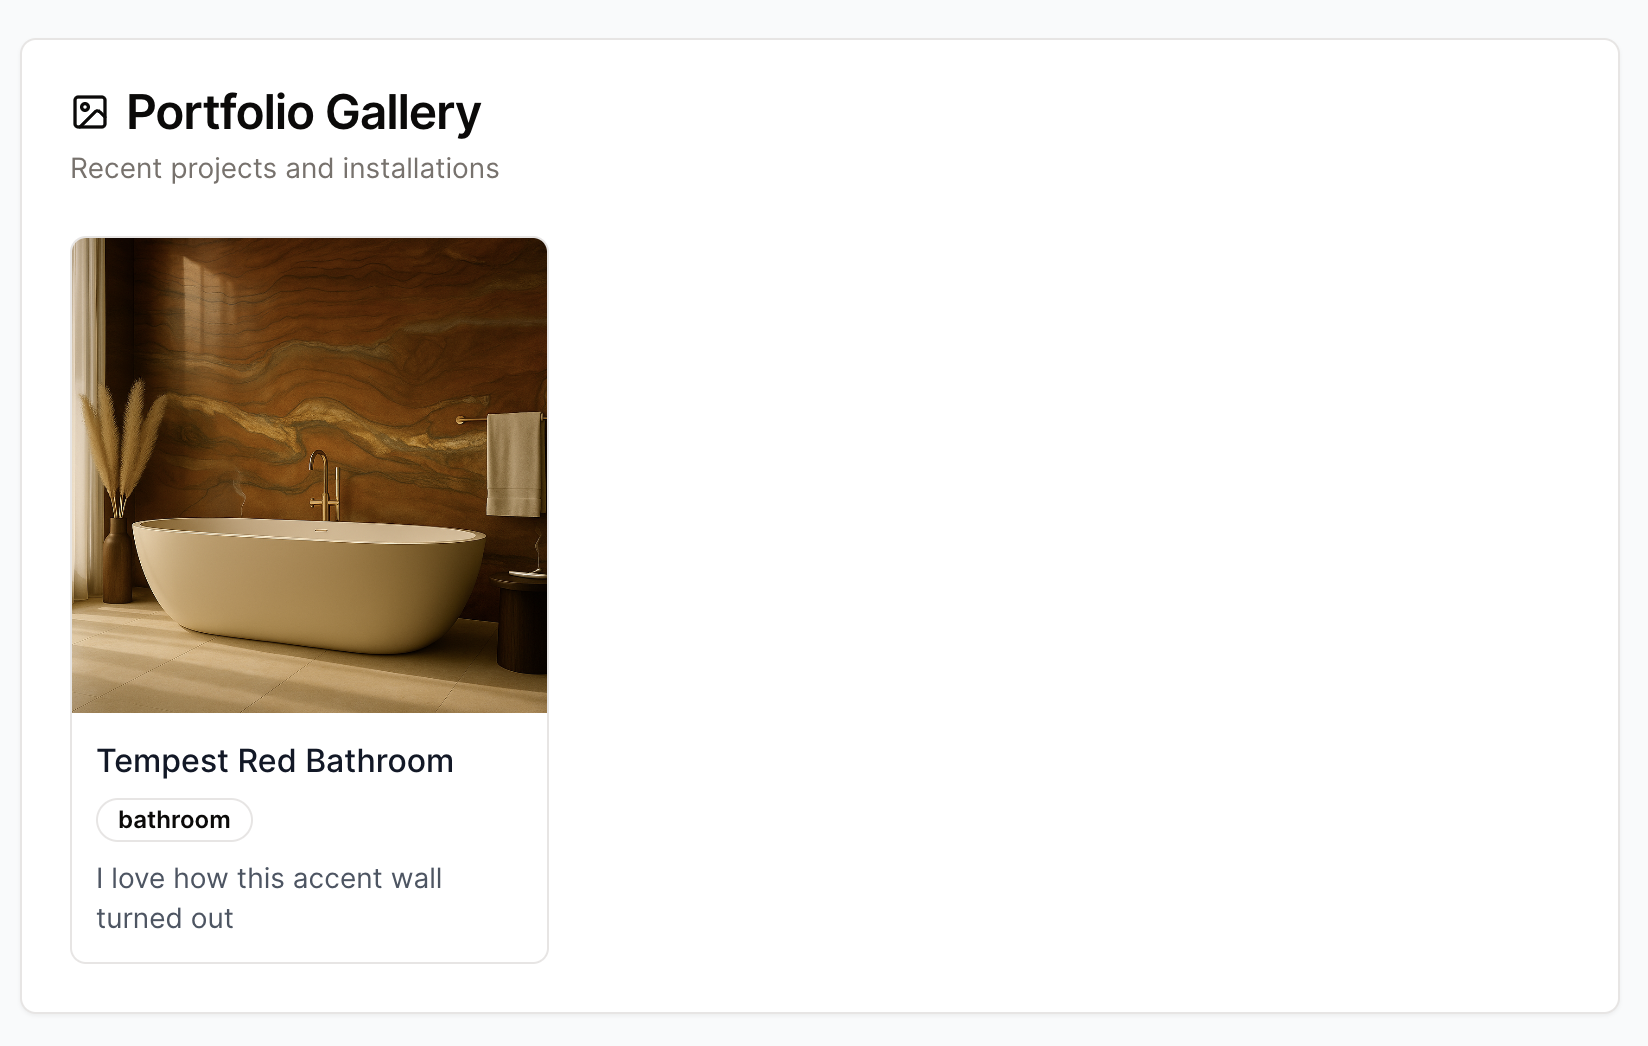 Portfolio Gallery
Recent projects and installations
Tempest Red Bathroom
bathroom
I love how this accent wall
turned out